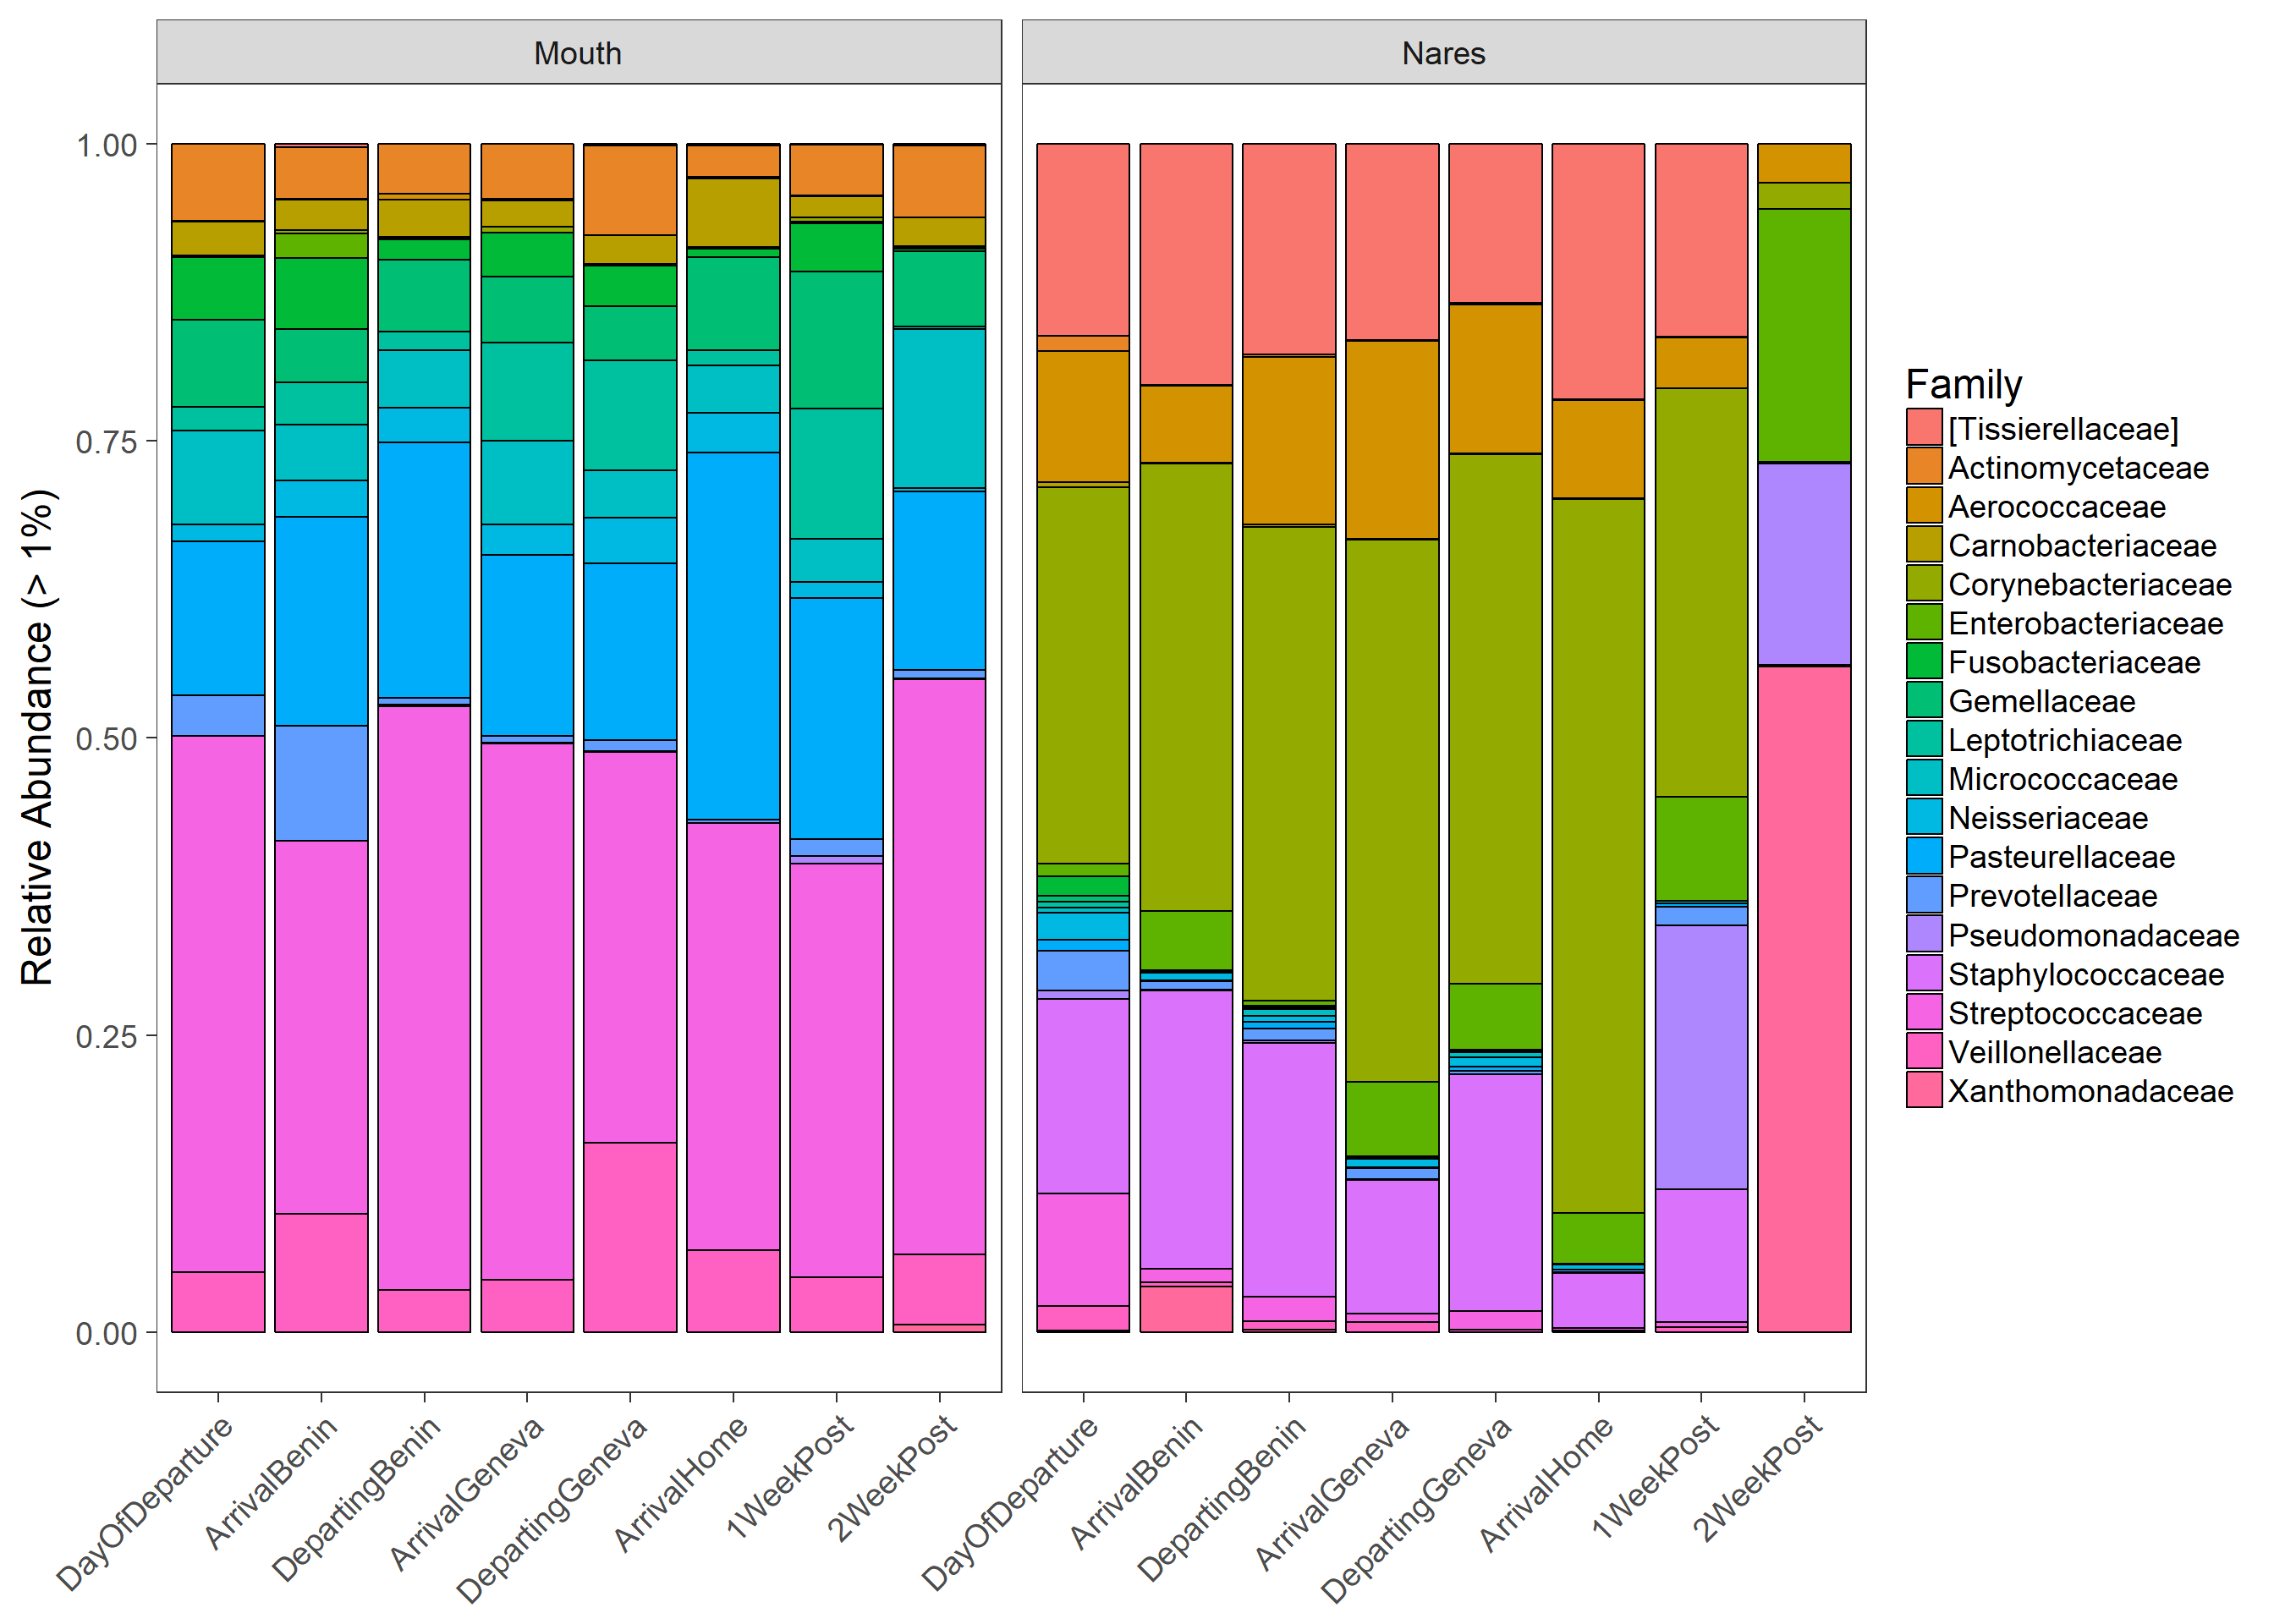 Mouth
Nares
Relative Abundance (> 1%)
1.00
0.75
0.50
0.25
0.00
DayOfDeparture
ArrivalBenin
DepartingBenin
ArrivalGeneva
DepartingGeneva
ArrivalHome
1WeekPost
2WeekPost
DayOfDeparture
ArrivalBenin
DepartingBenin
ArrivalGeneva
DepartingGeneva
ArrivalHome
1WeekPost
2WeekPost
Family
[Tissierellaceae]
Actinomycetaceae
Aerococcaceae
Carnobacteriaceae
Corynebacteriaceae
Enterobacteriaceae
Fusobacteriaceae
Gemellaceae
Leptotrichiaceae
Micrococcaceae
Neisseriaceae
Pasteurellaceae
Prevotellaceae
Pseudomonadaceae
Staphylococcaceae
Streptococcaceae
Veillonellaceae
Xanthomonadaceae